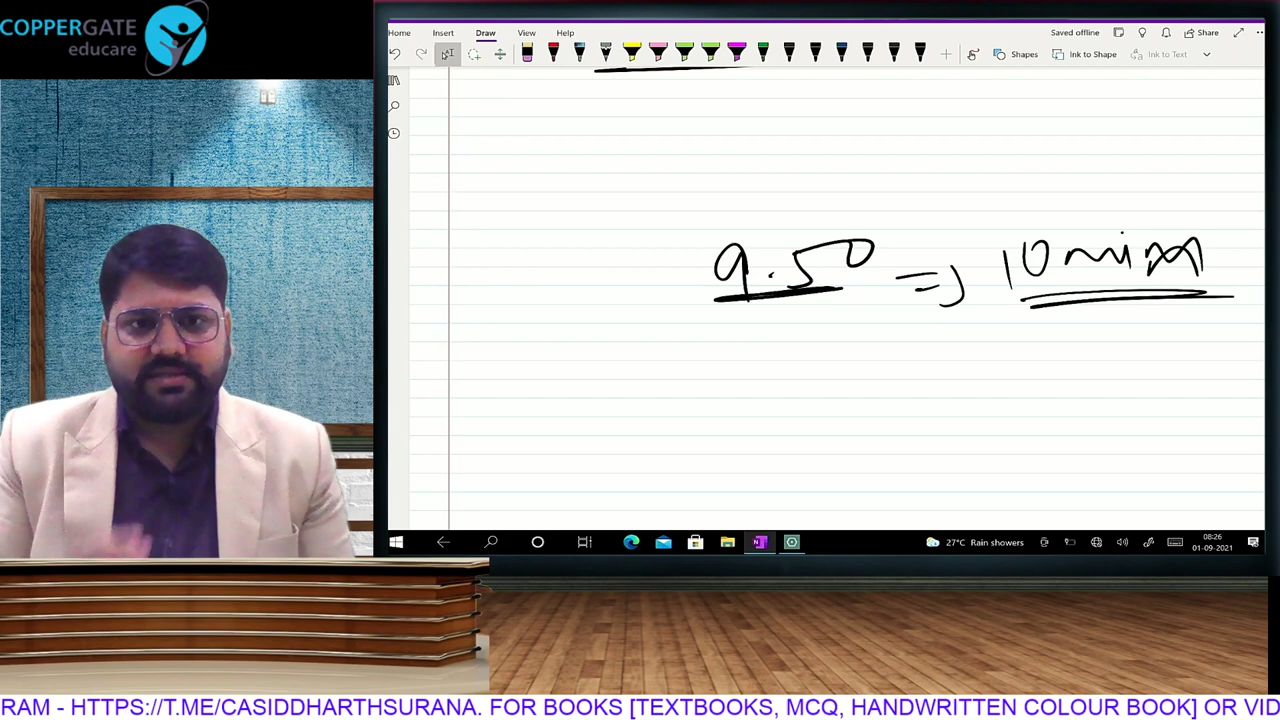 COPPERGATE
educare
Home Insert Draw View Help
Saved offline Share
Shapes Ink to Shape Ink to Text
9.50 => 10 min
27°C Rain showers
08:26
01-09-2021
RAM - HTTPS://T.ME/CASIDDHARTHSURANA. FOR BOOKS [TEXTBOOKS, MCQ, HANDWRITTEN COLOUR BOOK] OR VID